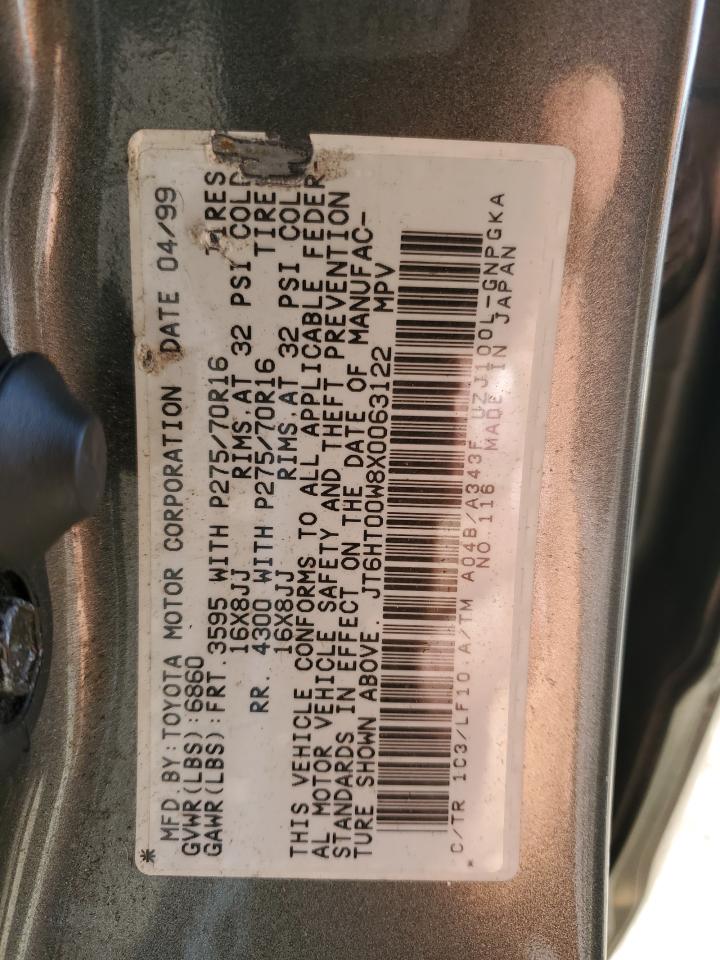 * MFD.BY:TOYOTA MOTOR CORPORATION DATE 04/99
GVWR(LBS):6860
GAWR(LBS):FRT.3595 WITH P275/70R16 TIRES
16X8JJ RIMS,AT 32 PSI COLD
RR. 4300 WITH P275/70R16 TIRE
16X8JJ RIMS,AT 32 PSI COLD
THIS VEHICLE CONFORMS TO ALL APPLICABLE FEDER
AL MOTOR VEHICLE SAFETY AND THEFT PREVENTION
STANDARDS IN EFFECT ON THE DATE OF MANUFAC-
TURE SHOWN ABOVE. JT6HT00W8X0063122 MPV
C/TR 1C3/LF10 A/TM A04B/A343F UZJ100L-GNPGKA
NO.116 MADE IN JAPAN